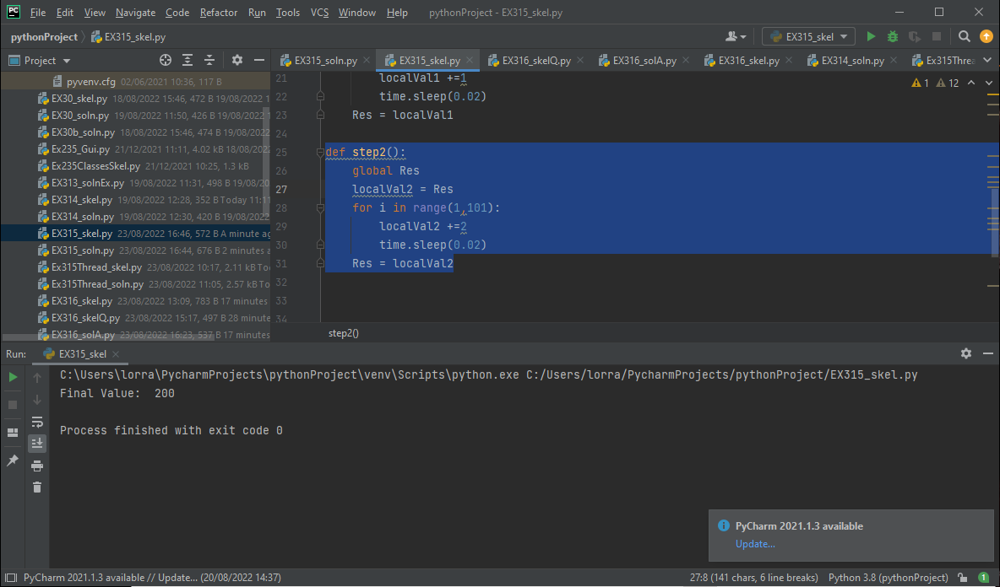 PC File Edit View Navigate Code Refactor Run Tools VCS Window Help pythonProject - EX315_skel.py
pythonProject EX315_skel.py EX315_skel
Project EX315_soln.py EX315_skel.py EX316_skelQ.py EX316_solA.py EX316_skel.py EX314_soln.py Ex315Threa
pyvenv.cfg 02/06/2021 10:36, 117 B
EX30_skel.py 18/08/2022 15:46, 472 B 19/08/2022 1
EX30_soln.py 19/08/2022 11:50, 426 B 19/08/2022
EX30b_soln.py 18/08/2022 15:46, 474 B 19/08/2022
Ex235_Gui.py 21/12/2021 11:11, 4.02 kB 18/08/2022
Ex235ClassesSkel.py 21/12/2021 10:25, 1.3 kB
EX313_solnEx.py 19/08/2022 11:31, 498 B 19/08/20
EX314_skel.py 19/08/2022 12:28, 352 B Today 11:11
EX314_soln.py 19/08/2022 12:30, 420 B 19/08/2022
EX315_skel.py 23/08/2022 16:46, 572 B A minute ag
EX315_soln.py 23/08/2022 16:44, 676 B 2 minutes a
Ex315Thread_skel.py 23/08/2022 10:17, 2.11 kB To
Ex315Thread_soln.py 23/08/2022 11:05, 2.57 kB To
EX316_skel.py 23/08/2022 13:09, 783 B 17 minutes
EX316_skelQ.py 23/08/2022 15:17, 497 B 28 minute
EX316_solA.py 23/08/2022 16:23, 537 B 17 minutes
21 localVal1 +=1
22 time.sleep(0.02)
23 Res = localVal1
24
25 def step2():
26 global Res
27 localVal2 = Res
28 for i in range(1,101):
29 localVal2 +=2
30 time.sleep(0.02)
31 Res = localVal2
32
33
34
1 12
step2()
Run: EX315_skel
C:\Users\lorra\PycharmProjects\pythonProject\venv\Scripts\python.exe C:/Users/lorra/PycharmProjects/pythonProject/EX315_skel.py
Final Value:  200
Process finished with exit code 0
PyCharm 2021.1.3 available
Update...
PyCharm 2021.1.3 available // Update... (20/08/2022 14:37) 27:8 (141 chars, 6 line breaks) Python 3.8 (pythonProject) 1